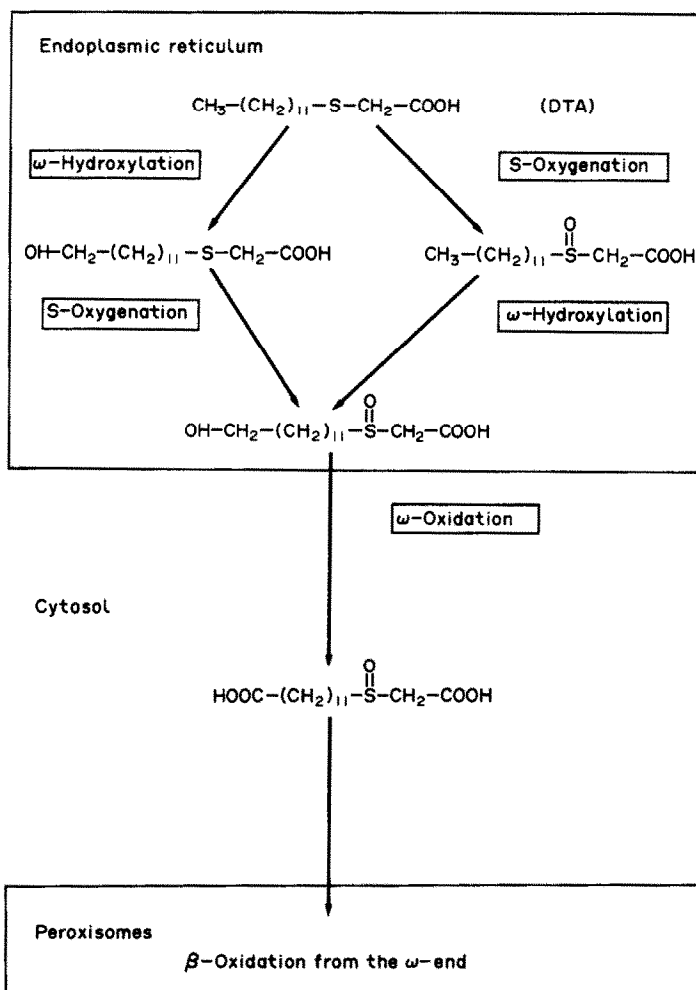 Endoplasmic reticulum
CH₃—(CH₂)₁₁—S—CH₂—COOH (DTA)
ω-Hydroxylation
S-Oxygenation
OH—CH₂—(CH₂)₁₁—S—CH₂—COOH
O
CH₃—(CH₂)₁₁—S—CH₂—COOH
S-Oxygenation
ω-Hydroxylation
O
OH—CH₂—(CH₂)₁₁—S—CH₂—COOH
ω-Oxidation
Cytosol
O
HOOC—(CH₂)₁₁—S—CH₂—COOH
Peroxisomes
β-Oxidation from the ω-end